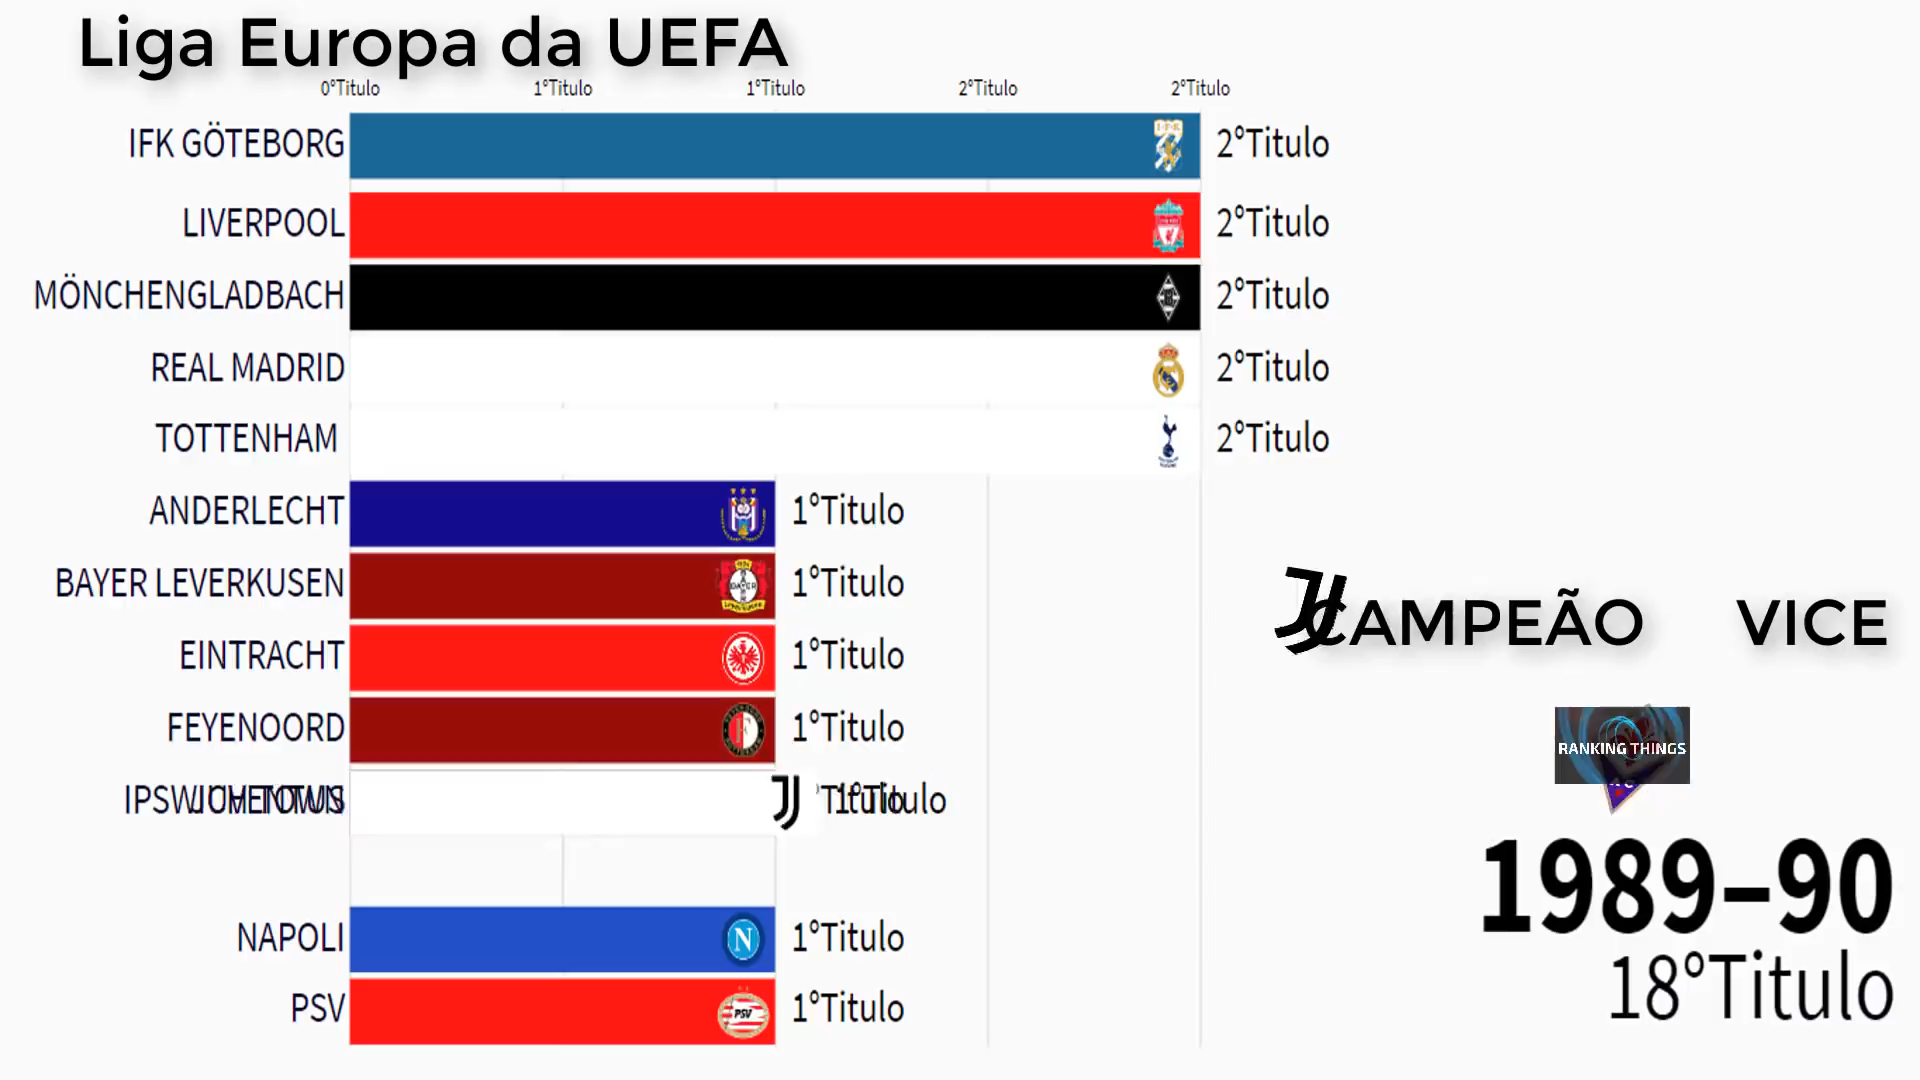 Liga Europa da UEFA
0°Titulo 1°Titulo 1°Titulo 2°Titulo 2°Titulo
IFK GÖTEBORG 2°Titulo
LIVERPOOL 2°Titulo
MÖNCHENGLADBACH 2°Titulo
REAL MADRID 2°Titulo
TOTTENHAM 2°Titulo
ANDERLECHT 1°Titulo
BAYER LEVERKUSEN 1°Titulo
EINTRACHT 1°Titulo
FEYENOORD 1°Titulo
1°Titulo
NAPOLI 1°Titulo
PSV 1°Titulo
CAMPEÃO VICE
RANKING THINGS
1989–90
18°Titulo